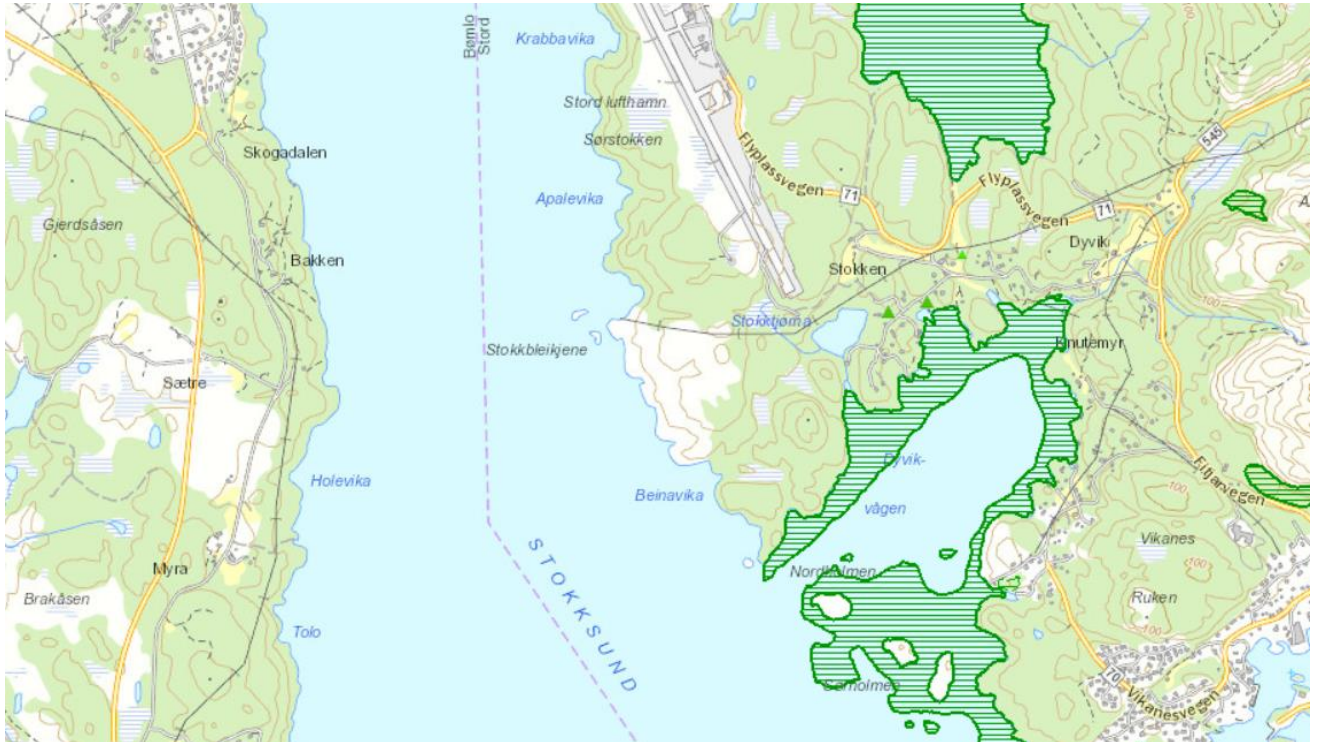 Bømlo
Stord
Krabbavika
Stord lufthamn
Sørstokken
Flyplassvegen
71
545
Flyplassvegen
71
Skogadalen
Apalevika
Gjerdsåsen
Bakken
Stokken
Dyvik
100
Stokktjørna
Stokkbleikjene
Knutemyr
Sætre
Holevika
Beinavika
Dyvik-
vågen
Fitjarvegen
100
100
Vikanes
STOKKSUND
Myra
Nordholmen
Brakåsen
Ruken
100
Tolo
Sørholmen
70
Vikanesvegen